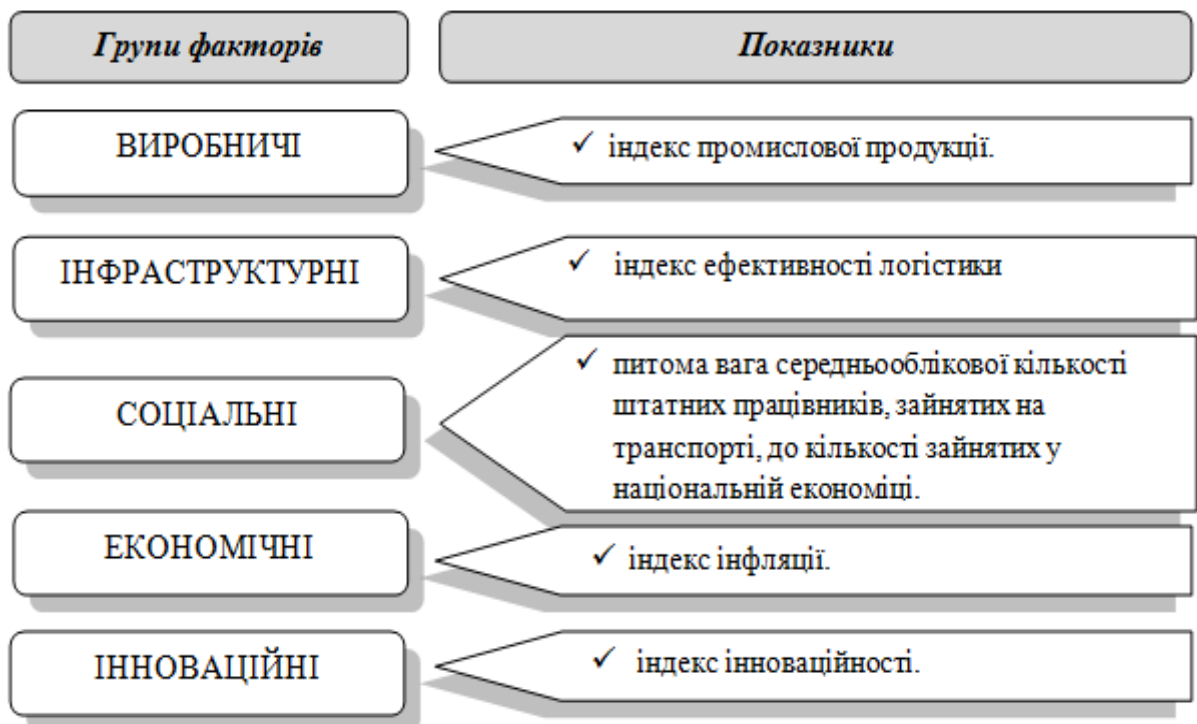 Групи факторів
Показники
ВИРОБНИЧІ
✓ індекс промислової продукції.
ІНФРАСТРУКТУРНІ
✓ індекс ефективності логістики
СОЦІАЛЬНІ
✓ питома вага середньооблікової кількості
штатних працівників, зайнятих на
транспорті, до кількості зайнятих у
національній економіці.
ЕКОНОМІЧНІ
✓ індекс інфляції.
ІННОВАЦІЙНІ
✓ індекс інноваційності.